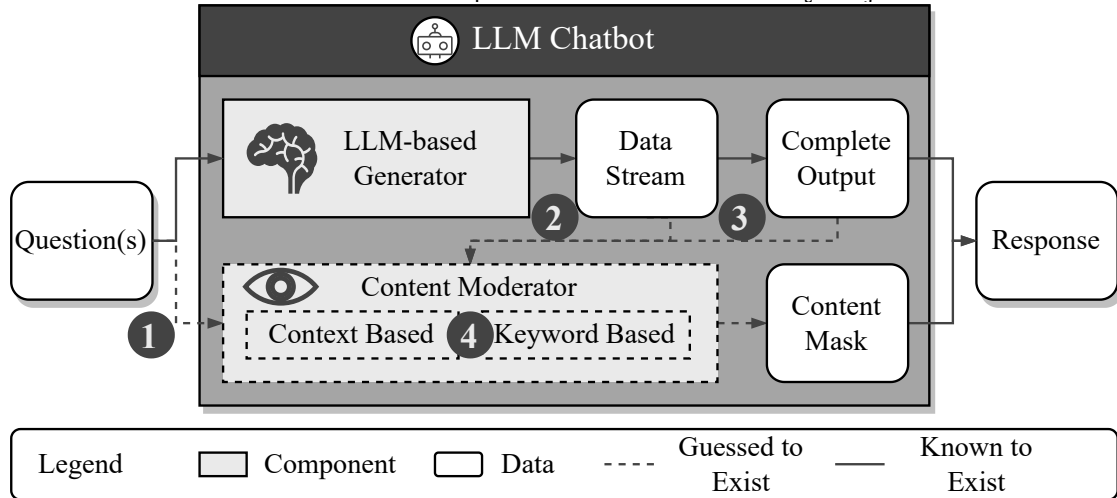 LLM Chatbot
LLM-based
Generator
Data
Stream
Complete
Output
Question(s)
2
3
Response
Content Moderator
1
Context Based
4
Keyword Based
Content
Mask
Legend
Component
Data
Guessed to
Exist
Known to
Exist